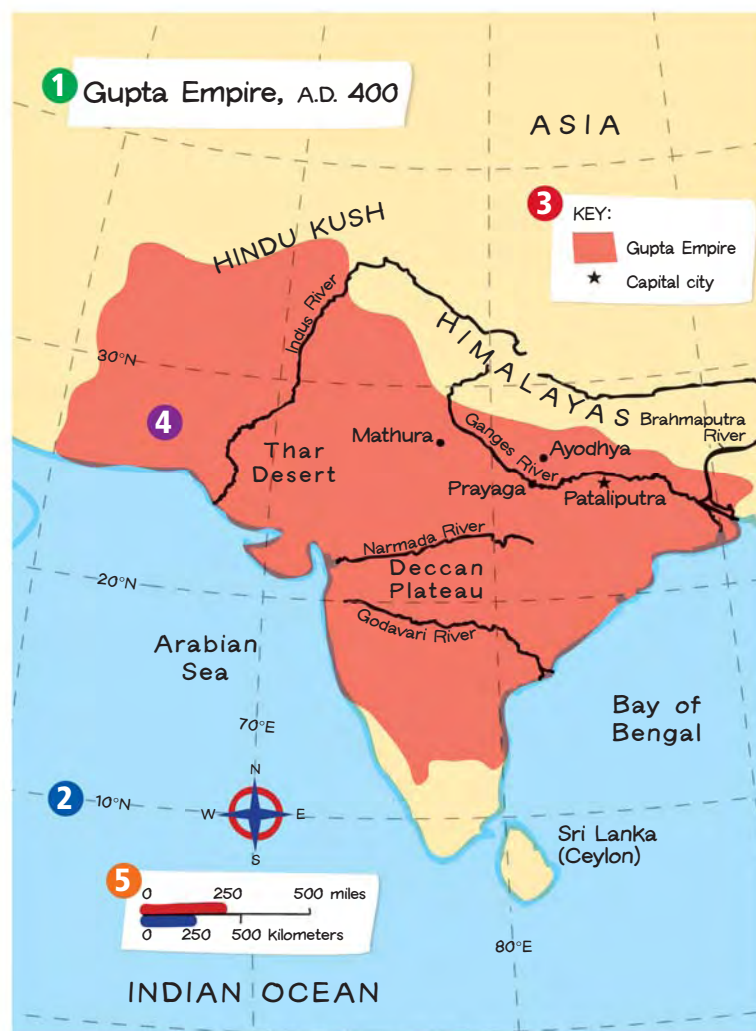 1 Gupta Empire, A.D. 400
ASIA
3 KEY:
Gupta Empire
★ Capital city
HINDU KUSH
Indus River
HIMALAYAS
30°N
4
Thar
Desert
Mathura
Ganges River
Ayodhya
Brahmaputra
River
Prayaga
Pataliputra
Narmada River
Deccan
Plateau
20°N
Godavari River
Arabian
Sea
Bay of
Bengal
70°E
2 10°N
N
W E
S
Sri Lanka
(Ceylon)
5
0 250 500 miles
0 250 500 kilometers
80°E
INDIAN OCEAN